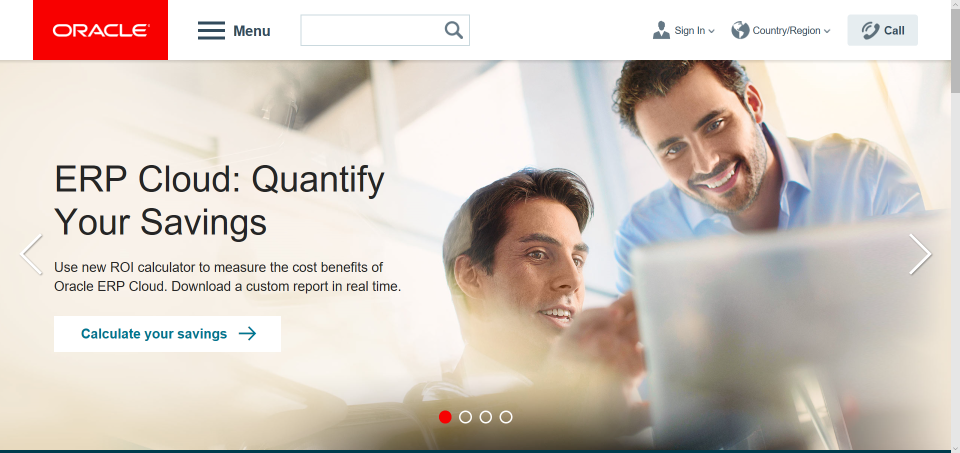 ORACLE
Menu
Sign In
Country/Region
Call
ERP Cloud: Quantify
Your Savings
Use new ROI calculator to measure the cost benefits of
Oracle ERP Cloud. Download a custom report in real time.
Calculate your savings